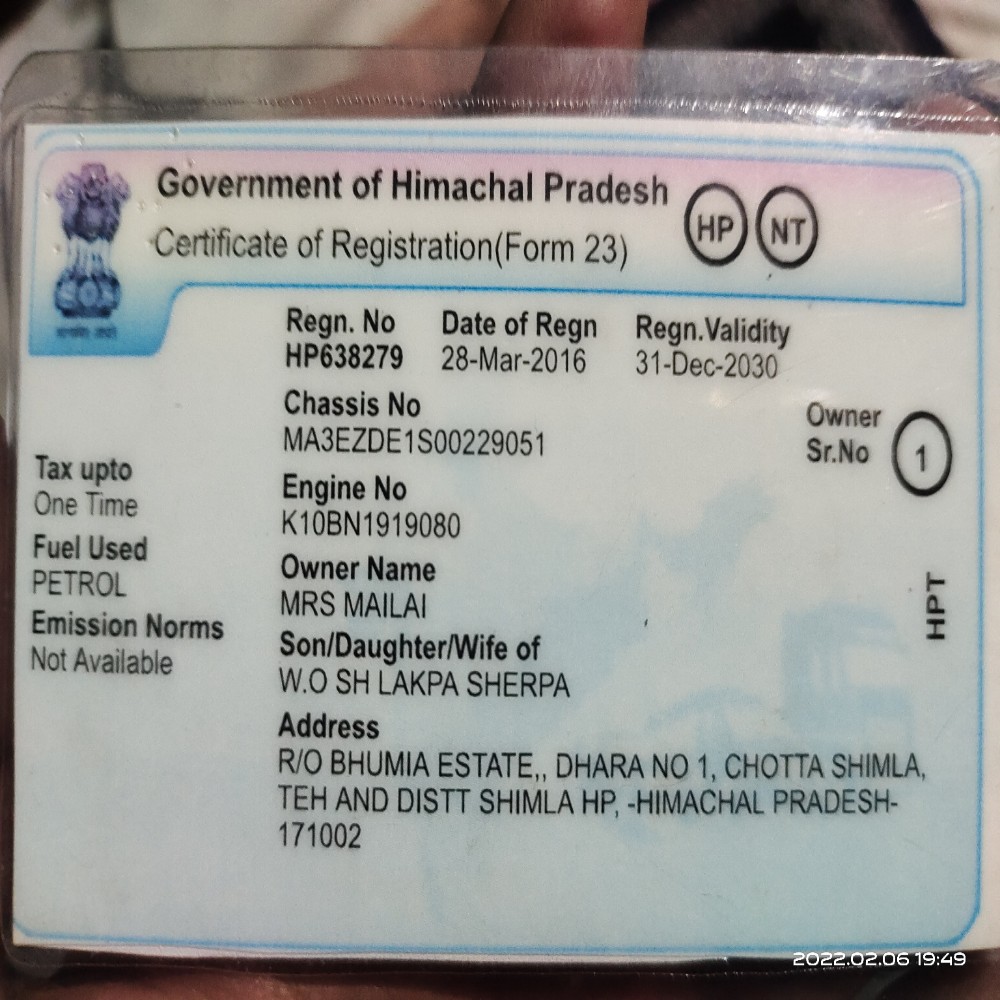 Government of Himachal Pradesh
Certificate of Registration(Form 23)
HP NT
Regn. No Date of Regn Regn.Validity
HP638279 28-Mar-2016 31-Dec-2030
Chassis No
MA3EZDE1S00229051
Owner
Sr.No 1
Tax upto
One Time
Engine No
K10BN1919080
Fuel Used
PETROL
Owner Name
MRS MAILAI
HPT
Emission Norms
Not Available
Son/Daughter/Wife of
W.O SH LAKPA SHERPA
Address
R/O BHUMIA ESTATE,, DHARA NO 1, CHOTTA SHIMLA,
TEH AND DISTT SHIMLA HP, -HIMACHAL PRADESH-
171002
2022.02.06 19:49